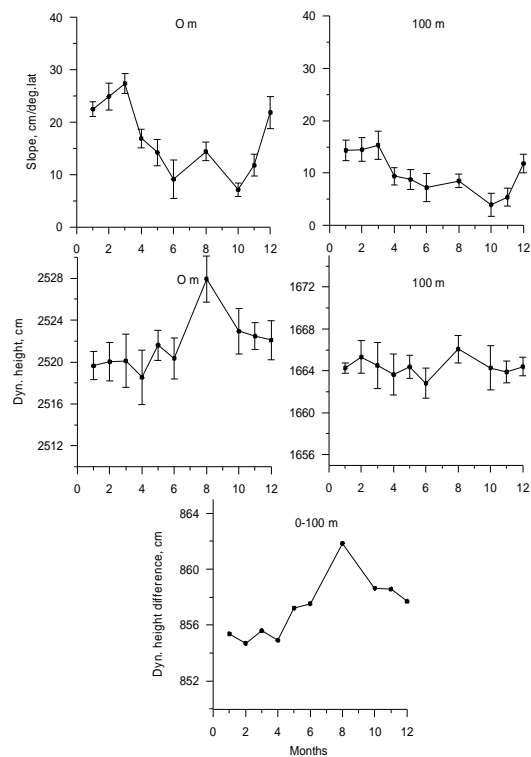 O m
100 m
40
30
20
10
0
Slope, cm/deg.lat
0 2 4 6 8 10 12
40
30
20
10
0
0 2 4 6 8 10 12
O m
100 m
2528
2524
2520
2516
2512
Dyn. height, cm
0 2 4 6 8 10 12
1672
1668
1664
1660
1656
0 2 4 6 8 10 12
0-100 m
864
860
856
852
Dyn. height difference, cm
0 2 4 6 8 10 12
Months